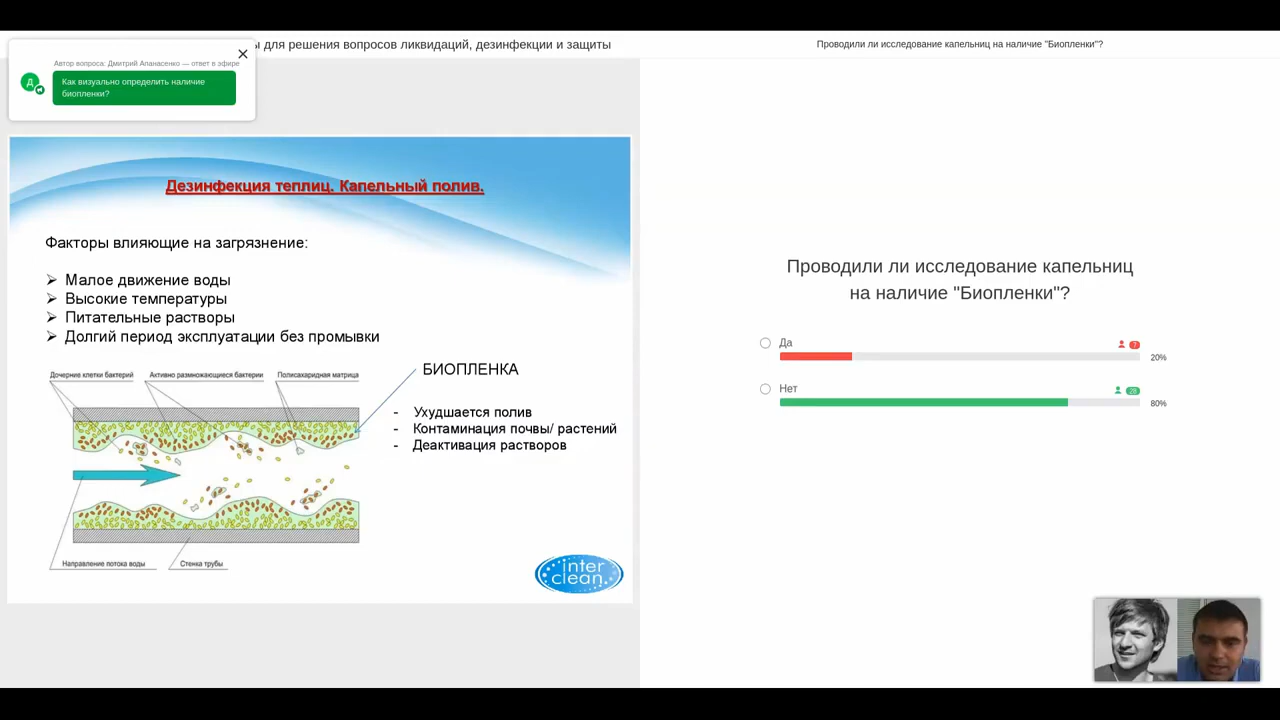 ы для решения вопросов ликвидаций, дезинфекции и защиты
Проводили ли исследование капельниц на наличие "Биопленки"?
Автор вопроса: Дмитрий Апанасенко — ответ в эфире
Д
Как визуально определить наличие
биопленки?
Дезинфекция теплиц. Капельный полив.
Факторы влияющие на загрязнение:
Малое движение воды
Высокие температуры
Питательные растворы
Долгий период эксплуатации без промывки
Дочерние клетки бактерий
Активно размножающиеся бактерии
Полисахаридная матрица
БИОПЛЕНКА
- Ухудшается полив
- Контаминация почвы/ растений
- Деактивация растворов
Направление потока воды
Стенка трубы
inter
clean.
Проводили ли исследование капельниц
на наличие "Биопленки"?
Да
7
20%
Нет
28
80%